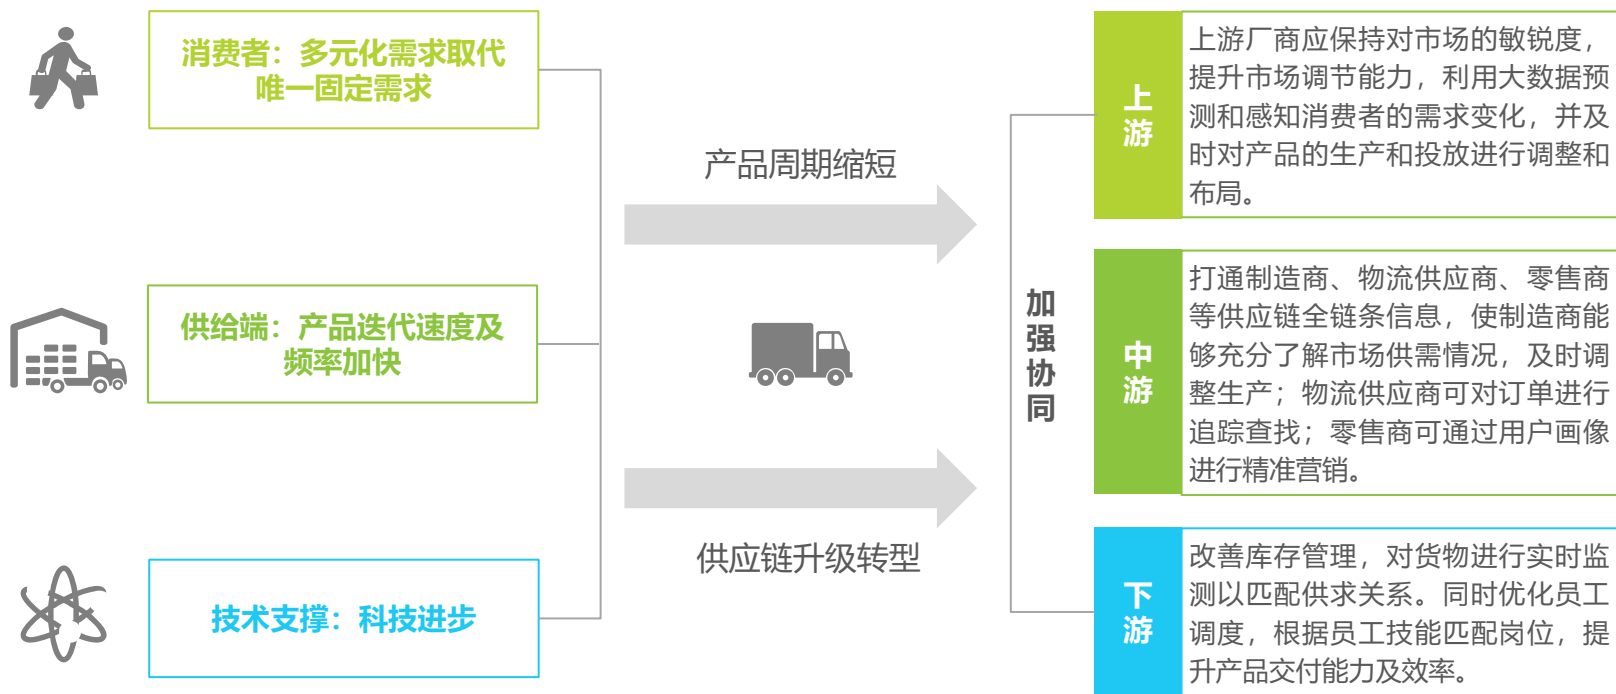 消费者：多元化需求取代
唯一固定需求
供给端：产品迭代速度及
频率加快
技术支撑：科技进步
产品周期缩短
供应链升级转型
加强协同
上游
上游厂商应保持对市场的敏锐度，
提升市场调节能力，利用大数据预
测和感知消费者的需求变化，并及
时对产品的生产和投放进行调整和
布局。
中游
打通制造商、物流供应商、零售商
等供应链全链条信息，使制造商能
够充分了解市场供需情况，及时调
整生产；物流供应商可对订单进行
追踪查找；零售商可通过用户画像
进行精准营销。
下游
改善库存管理，对货物进行实时监
测以匹配供求关系。同时优化员工
调度，根据员工技能匹配岗位，提
升产品交付能力及效率。